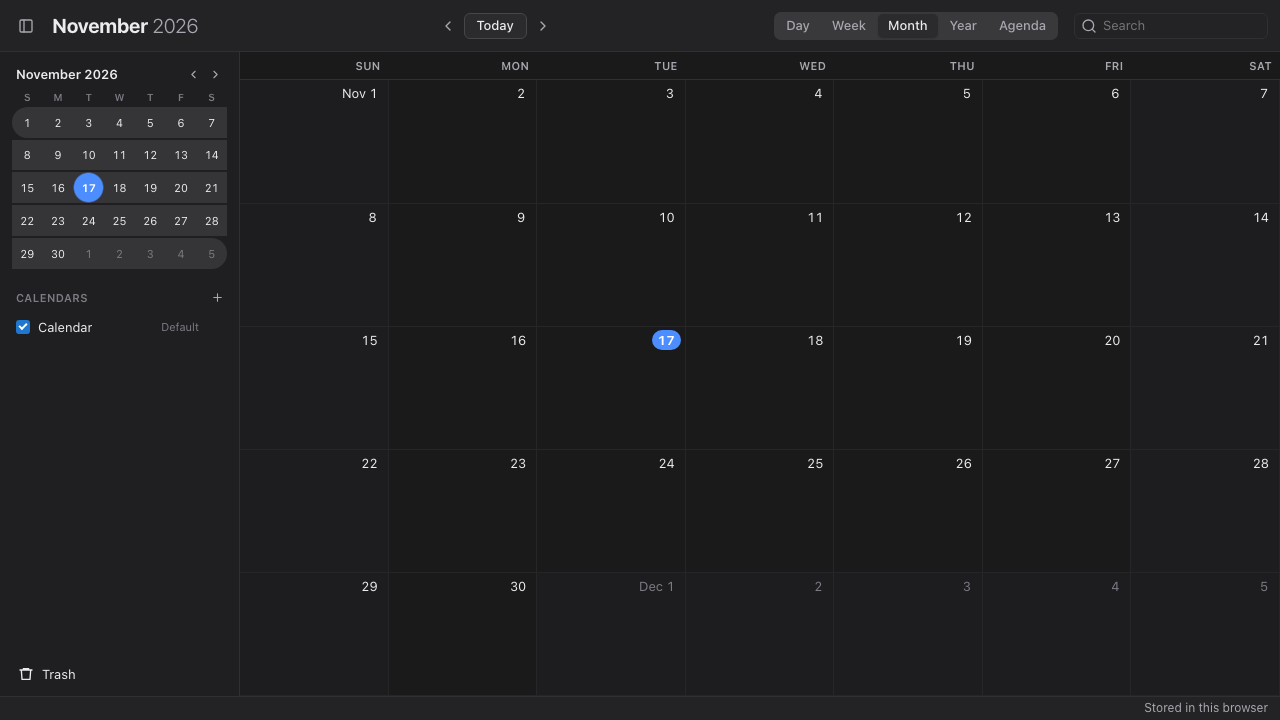 November 2026
Today
Day Week Month Year Agenda
Search
November 2026
S M T W T F S
1 2 3 4 5 6 7
8 9 10 11 12 13 14
15 16 17 18 19 20 21
22 23 24 25 26 27 28
29 30 1 2 3 4 5
CALENDARS
Calendar Default
Trash
SUN MON TUE WED THU FRI SAT
Nov 1 2 3 4 5 6 7
8 9 10 11 12 13 14
15 16 17 18 19 20 21
22 23 24 25 26 27 28
29 30 Dec 1 2 3 4 5
Stored in this browser